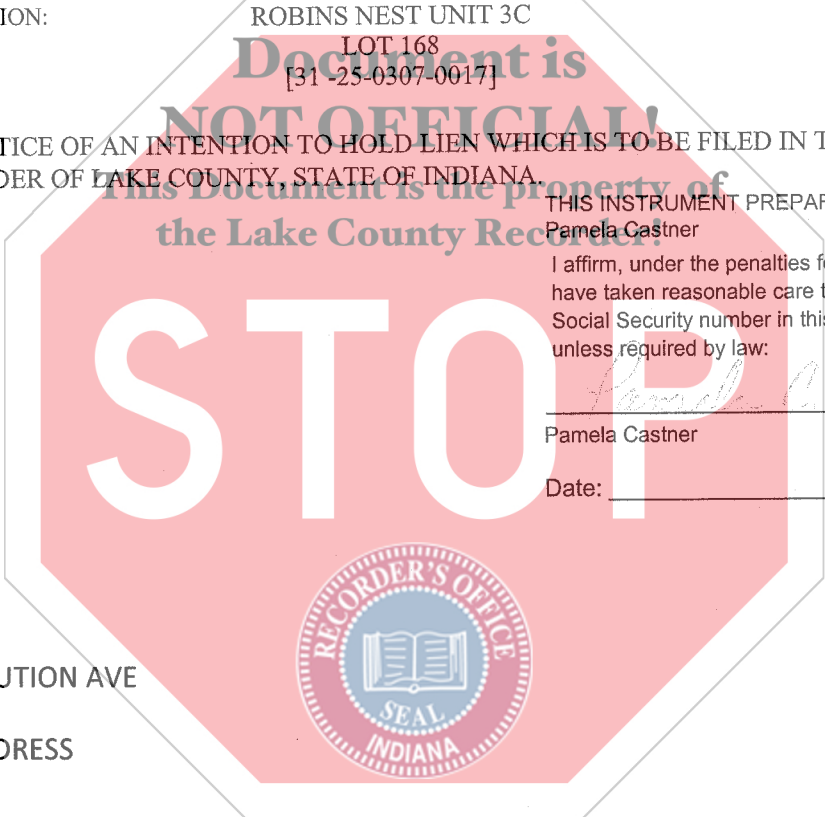 ION: ROBINS NEST UNIT 3C
LOT 168
[31 -25-0307-0017]
Document is
NOT OFFICIAL!
This Document is the property of
the Lake County Recorder!
TICE OF AN INTENTION TO HOLD LIEN WHICH IS TO BE FILED IN T
DER OF LAKE COUNTY, STATE OF INDIANA.
THIS INSTRUMENT PREPAR
Pamela Castner
I affirm, under the penalties f
have taken reasonable care t
Social Security number in this
unless required by law:
Pamela C
Pamela Castner
Date:
STOP
RECORDER'S OFFICE
SEAL
INDIANA
UTION AVE
DRESS